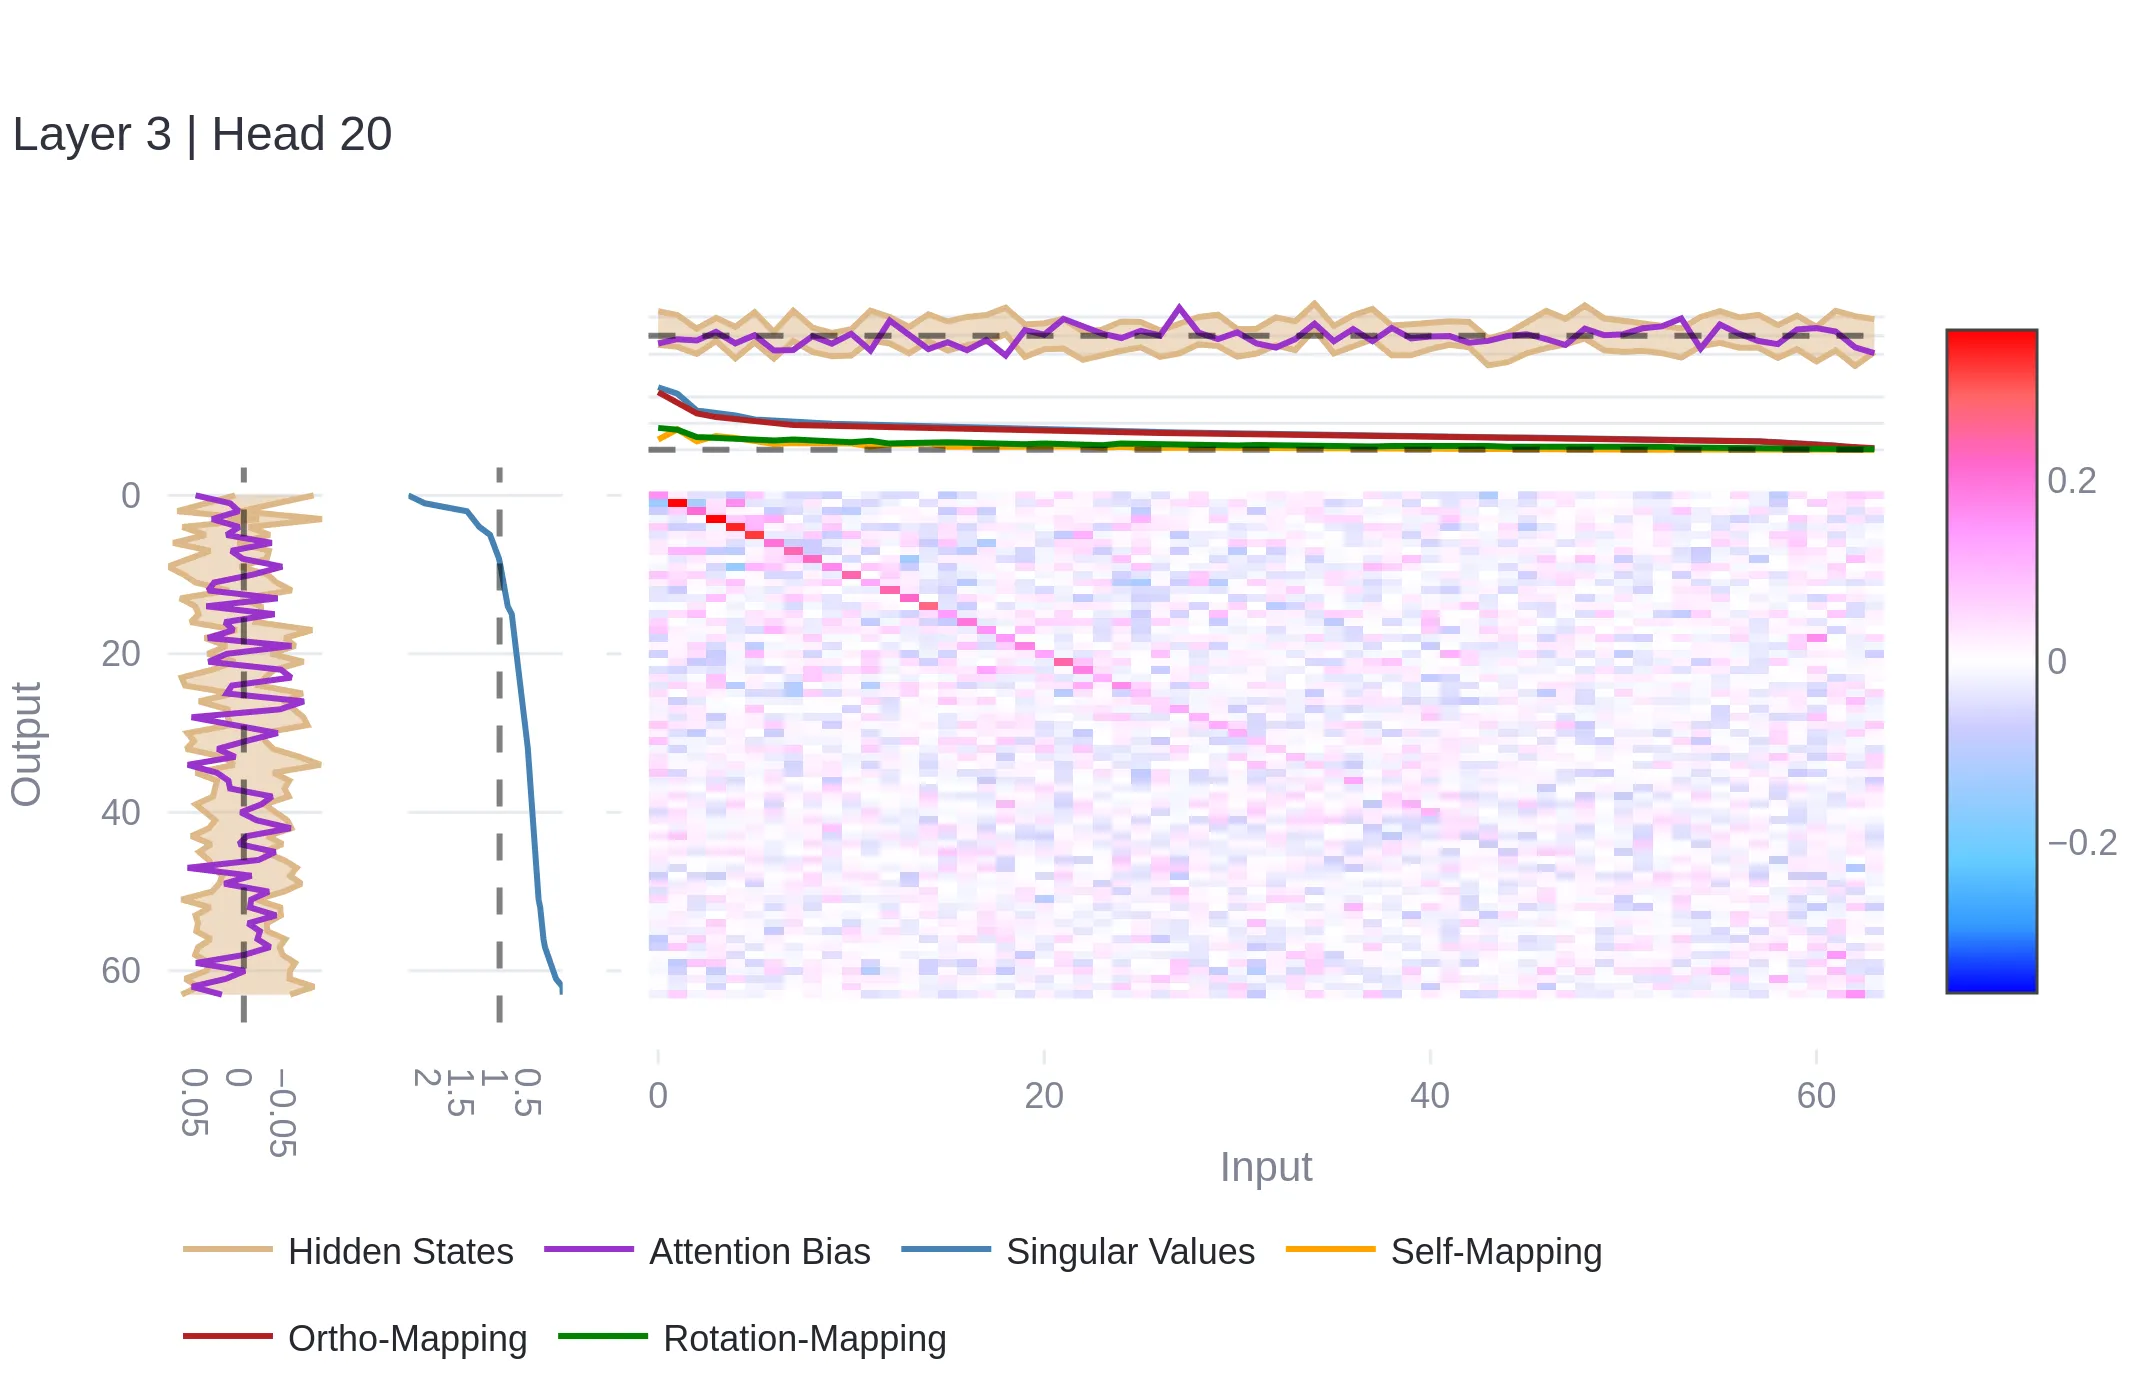 Layer 3 | Head 20
0
20
40
60
Output
0.05
0
−0.05
2
1.5
1
0.5
0
20
40
60
Input
0.2
0
−0.2
Hidden States
Attention Bias
Singular Values
Self-Mapping
Ortho-Mapping
Rotation-Mapping